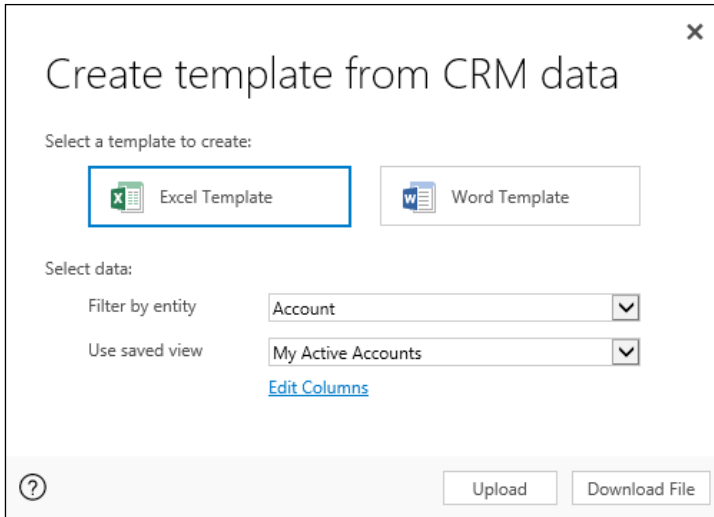 Create template from CRM data
Select a template to create:
Excel Template
Word Template
Select data:
Filter by entity
Account
Use saved view
My Active Accounts
Edit Columns
Upload
Download File